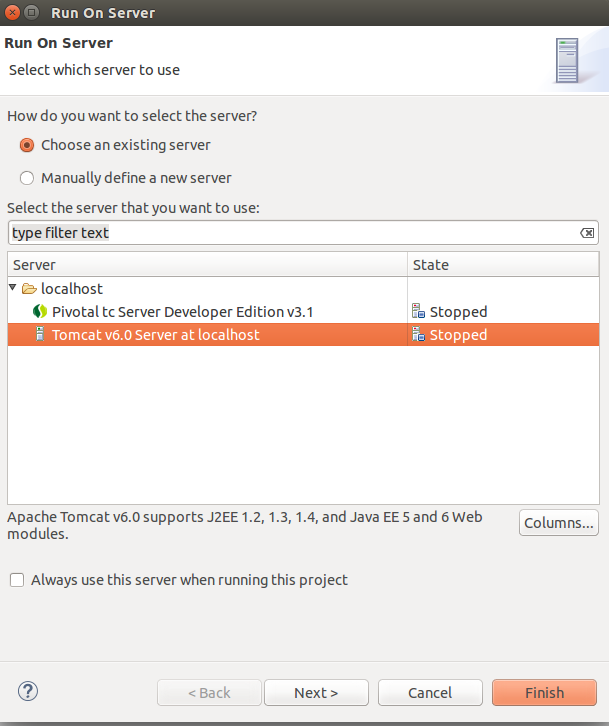 Run On Server
Run On Server
Select which server to use
How do you want to select the server?
Choose an existing server
Manually define a new server
Select the server that you want to use:
type filter text
Server State
localhost
Pivotal tc Server Developer Edition v3.1 Stopped
Tomcat v6.0 Server at localhost Stopped
Apache Tomcat v6.0 supports J2EE 1.2, 1.3, 1.4, and Java EE 5 and 6 Web
modules.
Columns...
Always use this server when running this project
? < Back Next > Cancel Finish